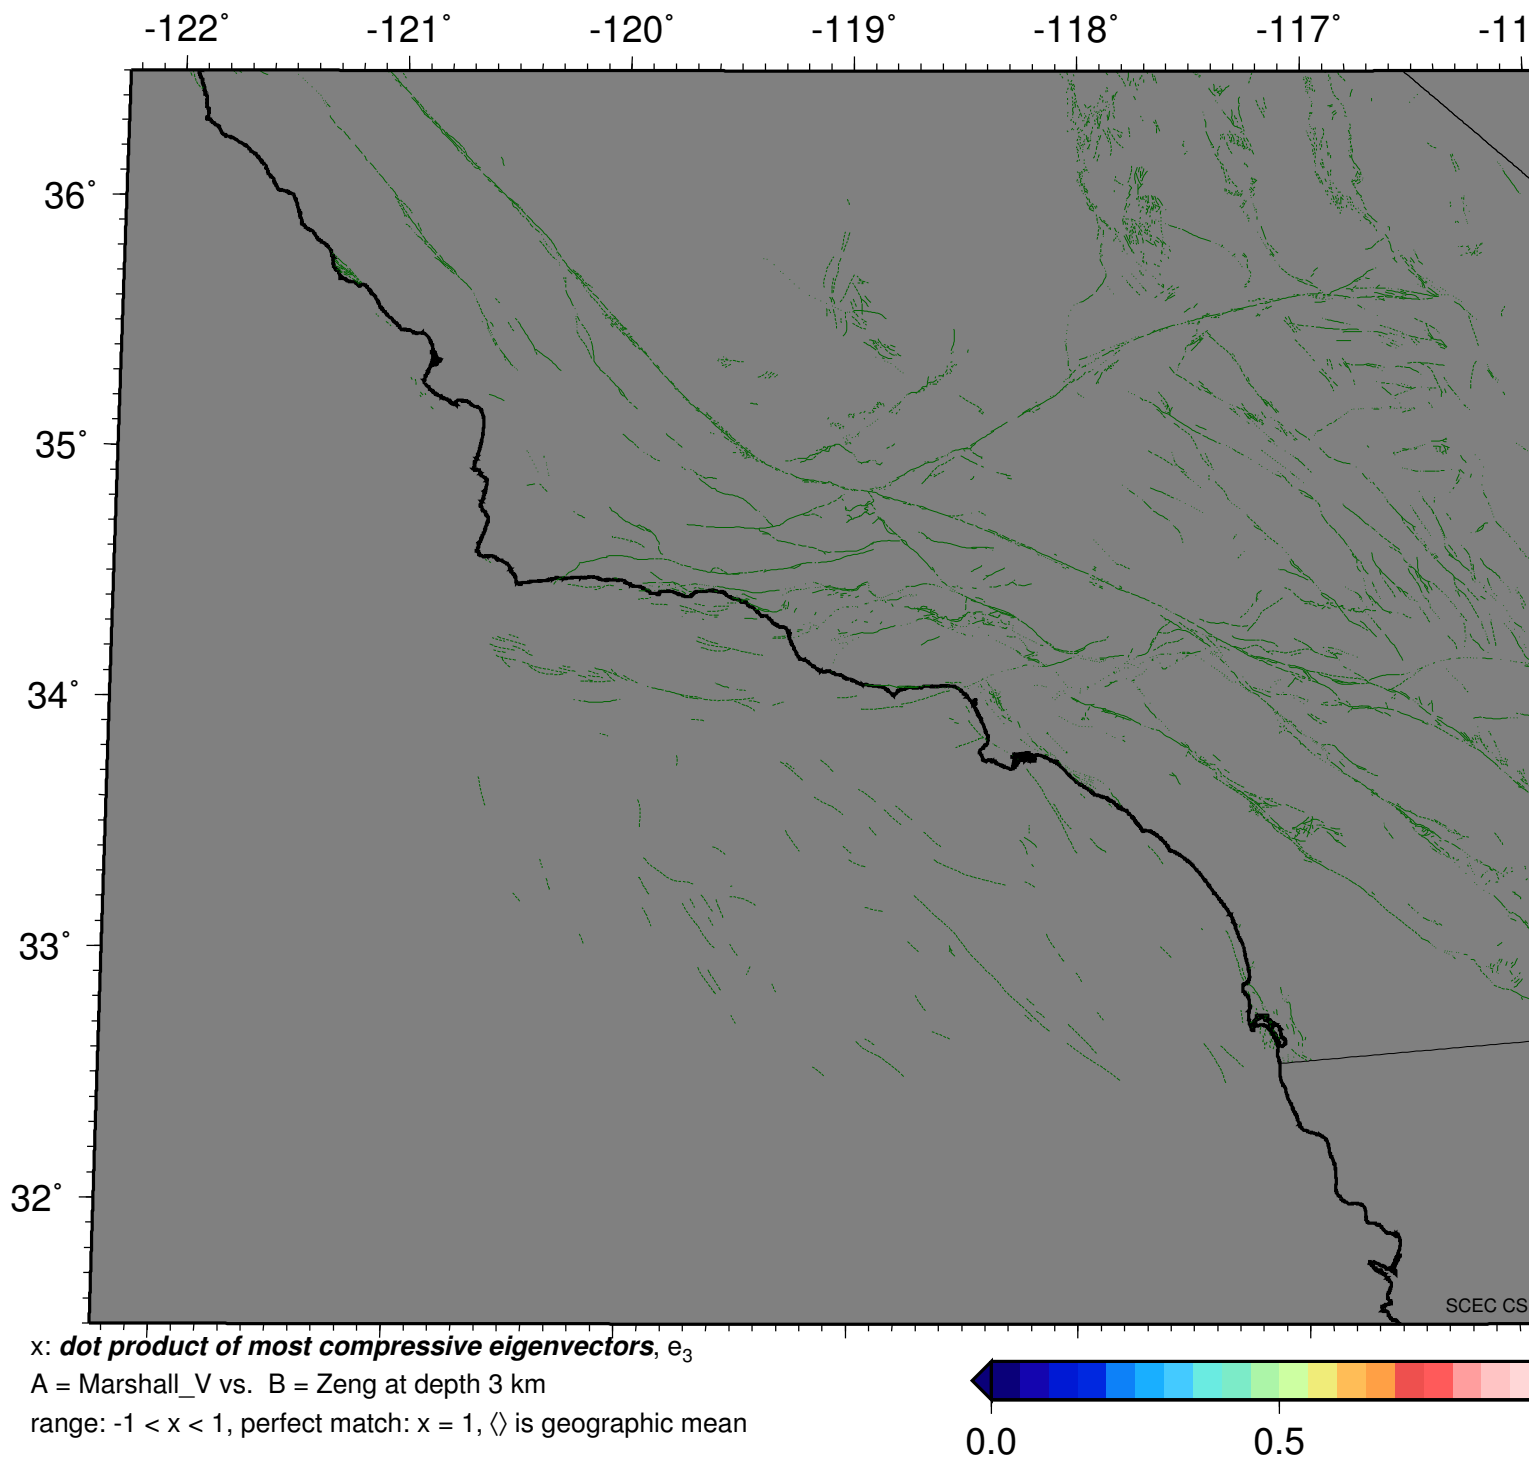 -122˚ -121˚ -120˚ -119˚ -118˚ -117˚ -11
36˚
35˚
34˚
33˚
32˚
SCEC CS
x: dot product of most compressive eigenvectors, e3
A = Marshall_V vs. B = Zeng at depth 3 km
range: -1 < x < 1, perfect match: x = 1, ⟨⟩ is geographic mean
0.0 0.5